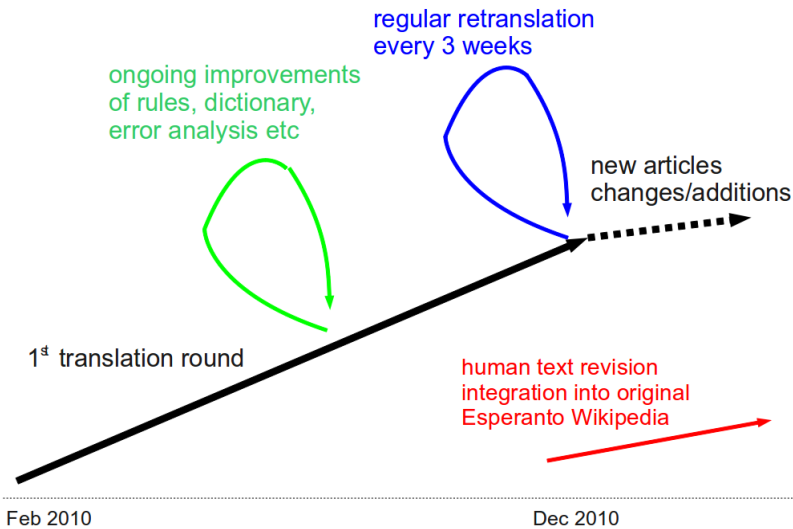 regular retranslation
every 3 weeks
ongoing improvements
of rules, dictionary,
error analysis etc
new articles
changes/additions
1st translation round
human text revision
integration into original
Esperanto Wikipedia
Feb 2010
Dec 2010